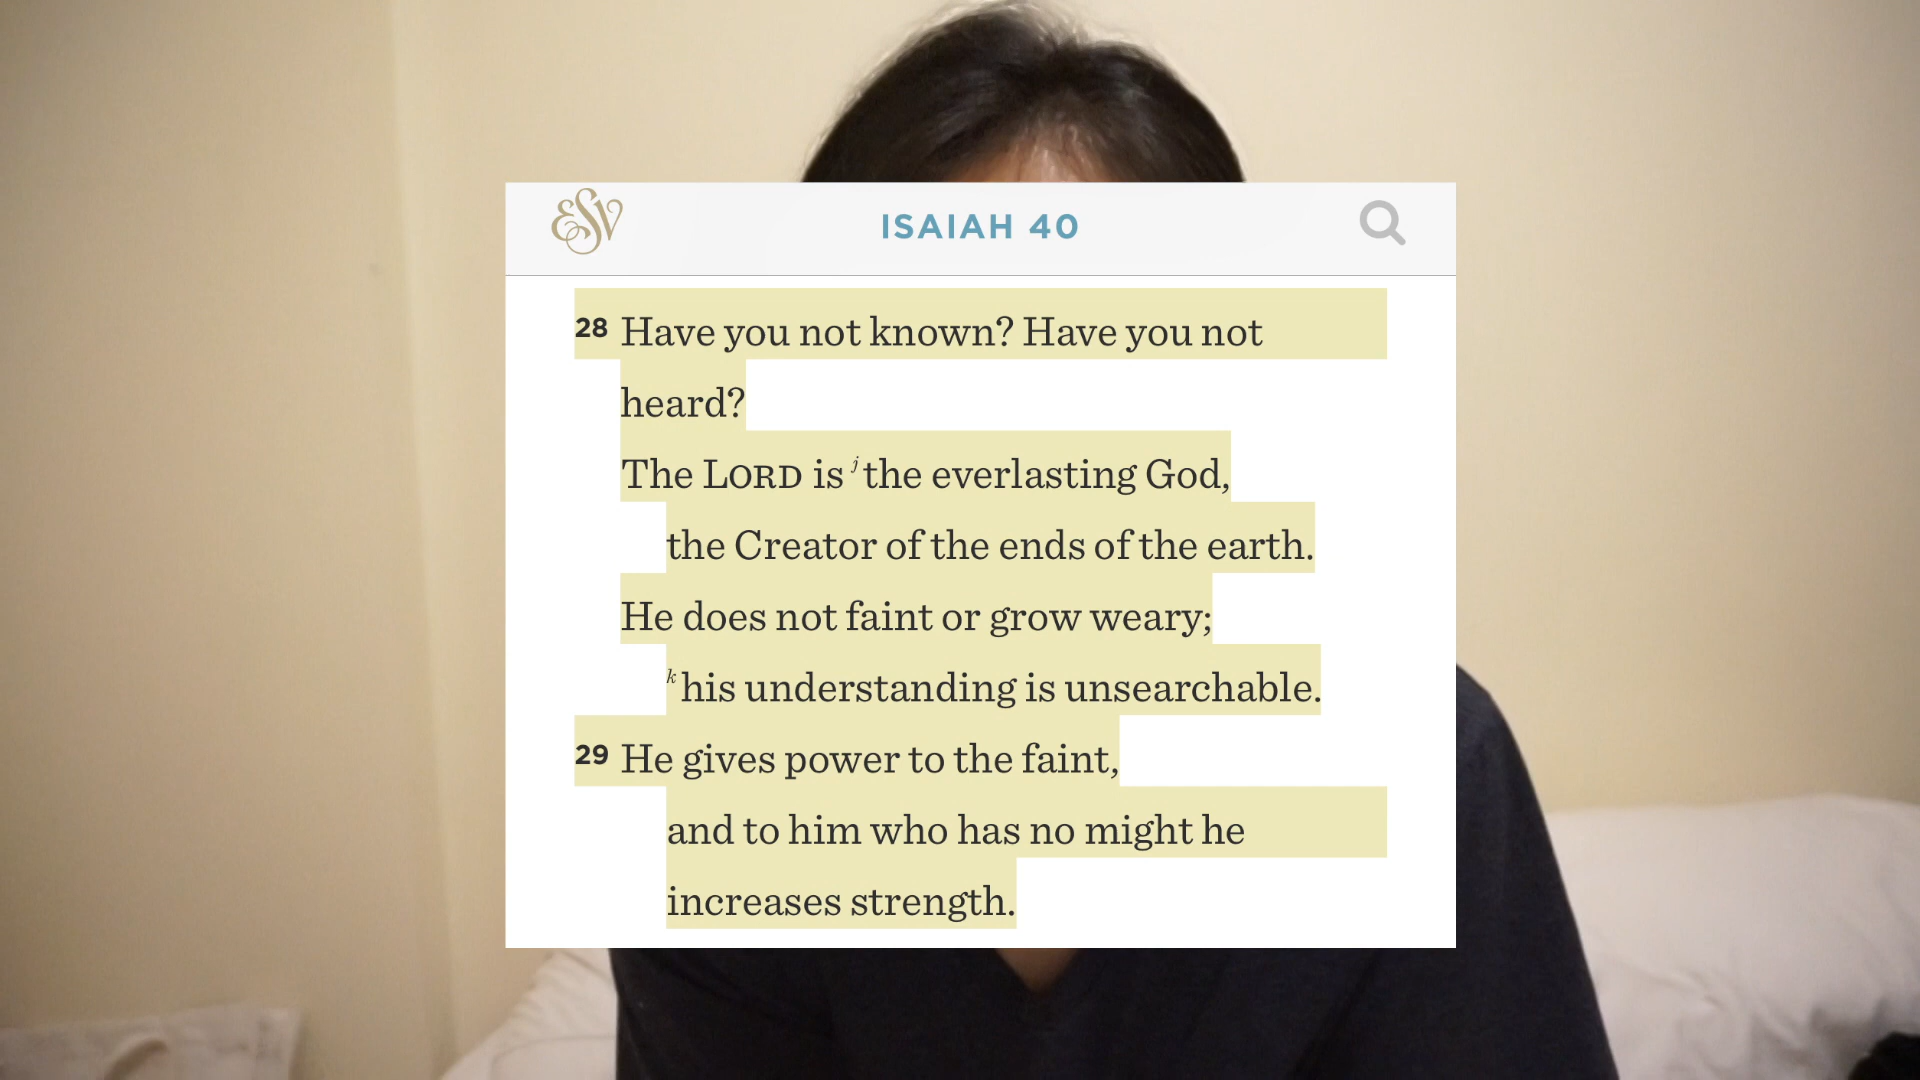 ESV
ISAIAH 40
28 Have you not known? Have you not
heard?
The LORD is j the everlasting God,
the Creator of the ends of the earth.
He does not faint or grow weary;
k his understanding is unsearchable.
29 He gives power to the faint,
and to him who has no might he
increases strength.